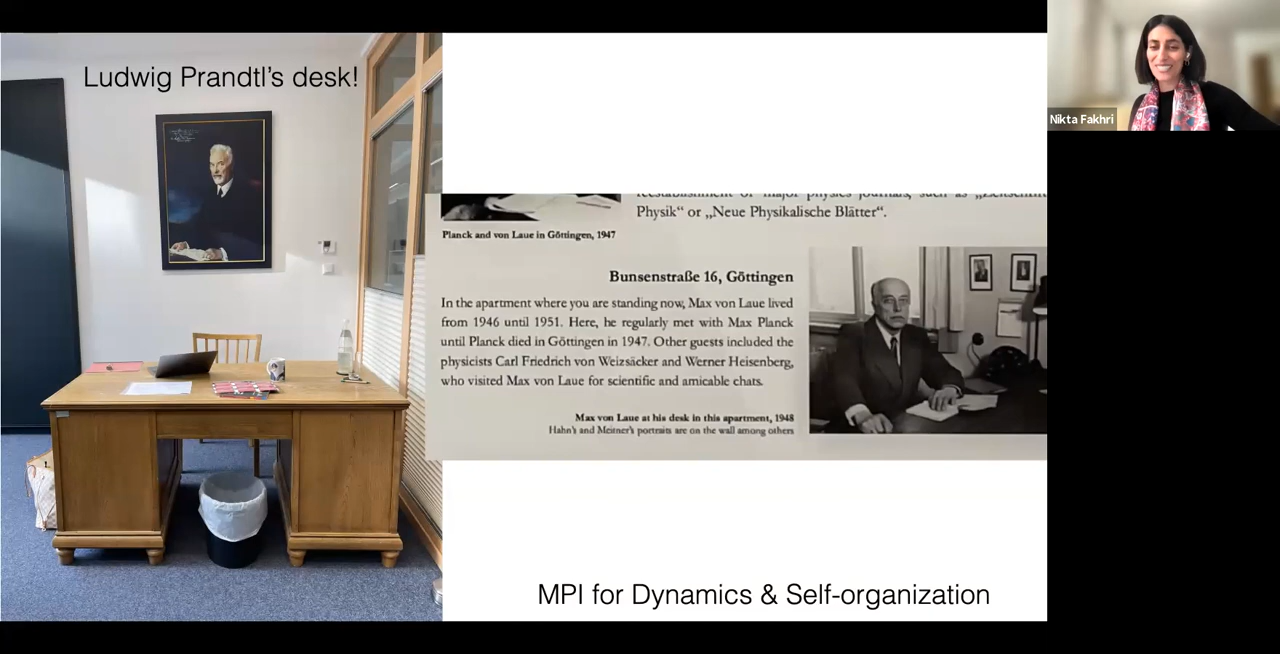 Ludwig Prandtl's desk!
Nikta Fakhri
Physik“ or „Neue Physikalische Blätter“.
Planck and von Laue in Göttingen, 1947
Bunsenstraße 16, Göttingen
In the apartment where you are standing now, Max von Laue lived
from 1946 until 1951. Here, he regularly met with Max Planck
until Planck died in Göttingen in 1947. Other guests included the
physicists Carl Friedrich von Weizsäcker and Werner Heisenberg,
who visited Max von Laue for scientific and amicable chats.
Max von Laue at his desk in this apartment, 1948
Hahn's and Meitner's portraits are on the wall among others
MPI for Dynamics & Self-organization